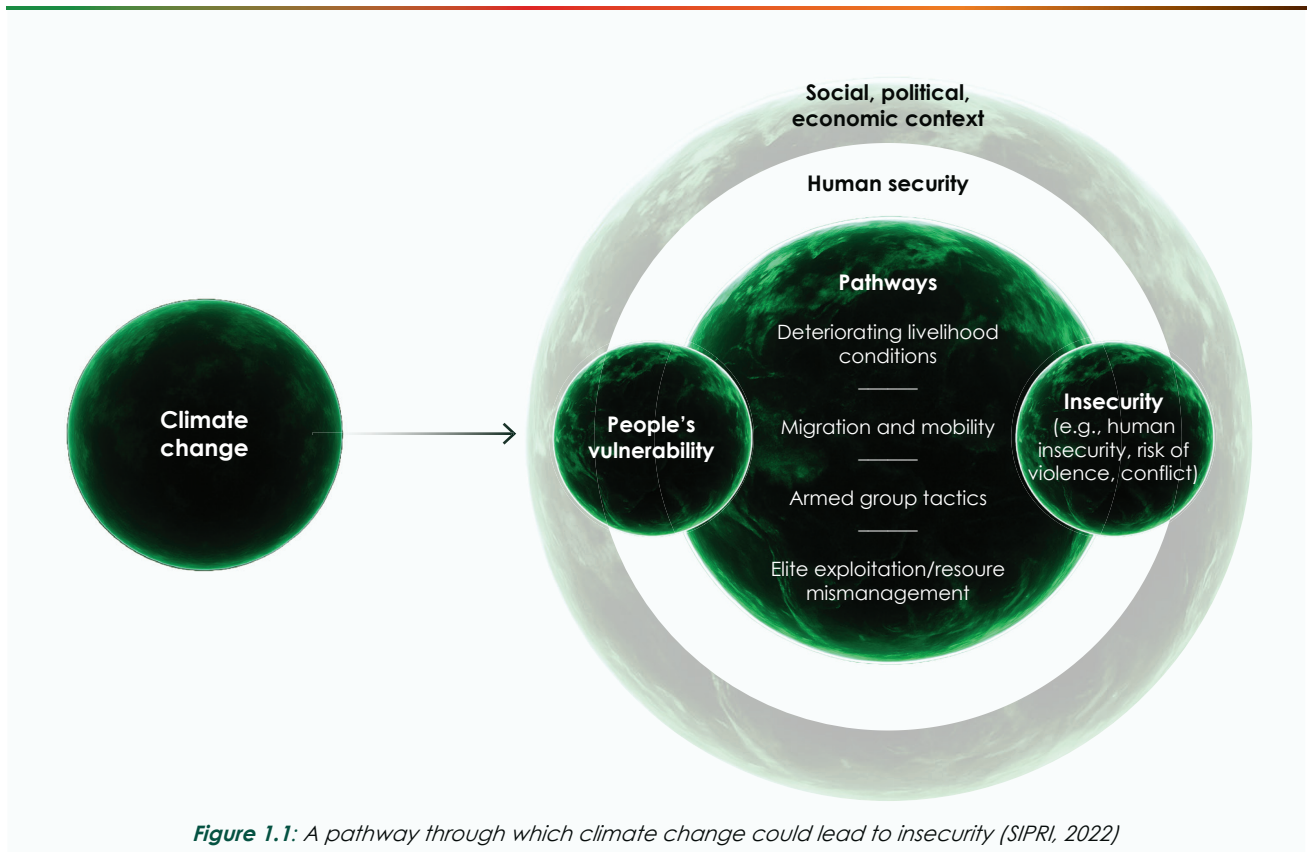 Social, political,
economic context
Human security
Climate
change
People's
vulnerability
Pathways
Deteriorating livelihood
conditions
Migration and mobility
Armed group tactics
Elite exploitation/resoure
mismanagement
Insecurity
(e.g., human
insecurity, risk of
violence, conflict)
Figure 1.1: A pathway through which climate change could lead to insecurity (SIPRI, 2022)